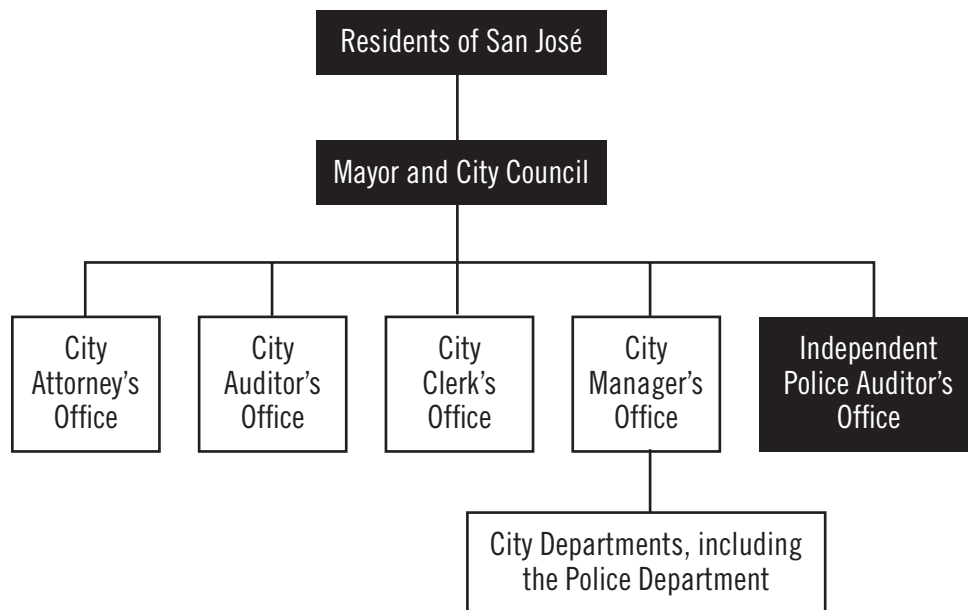 Residents of San José
Mayor and City Council
City
Attorney’s
Office
City
Auditor’s
Office
City
Clerk’s
Office
City
Manager’s
Office
Independent
Police Auditor’s
Office
City Departments, including
the Police Department